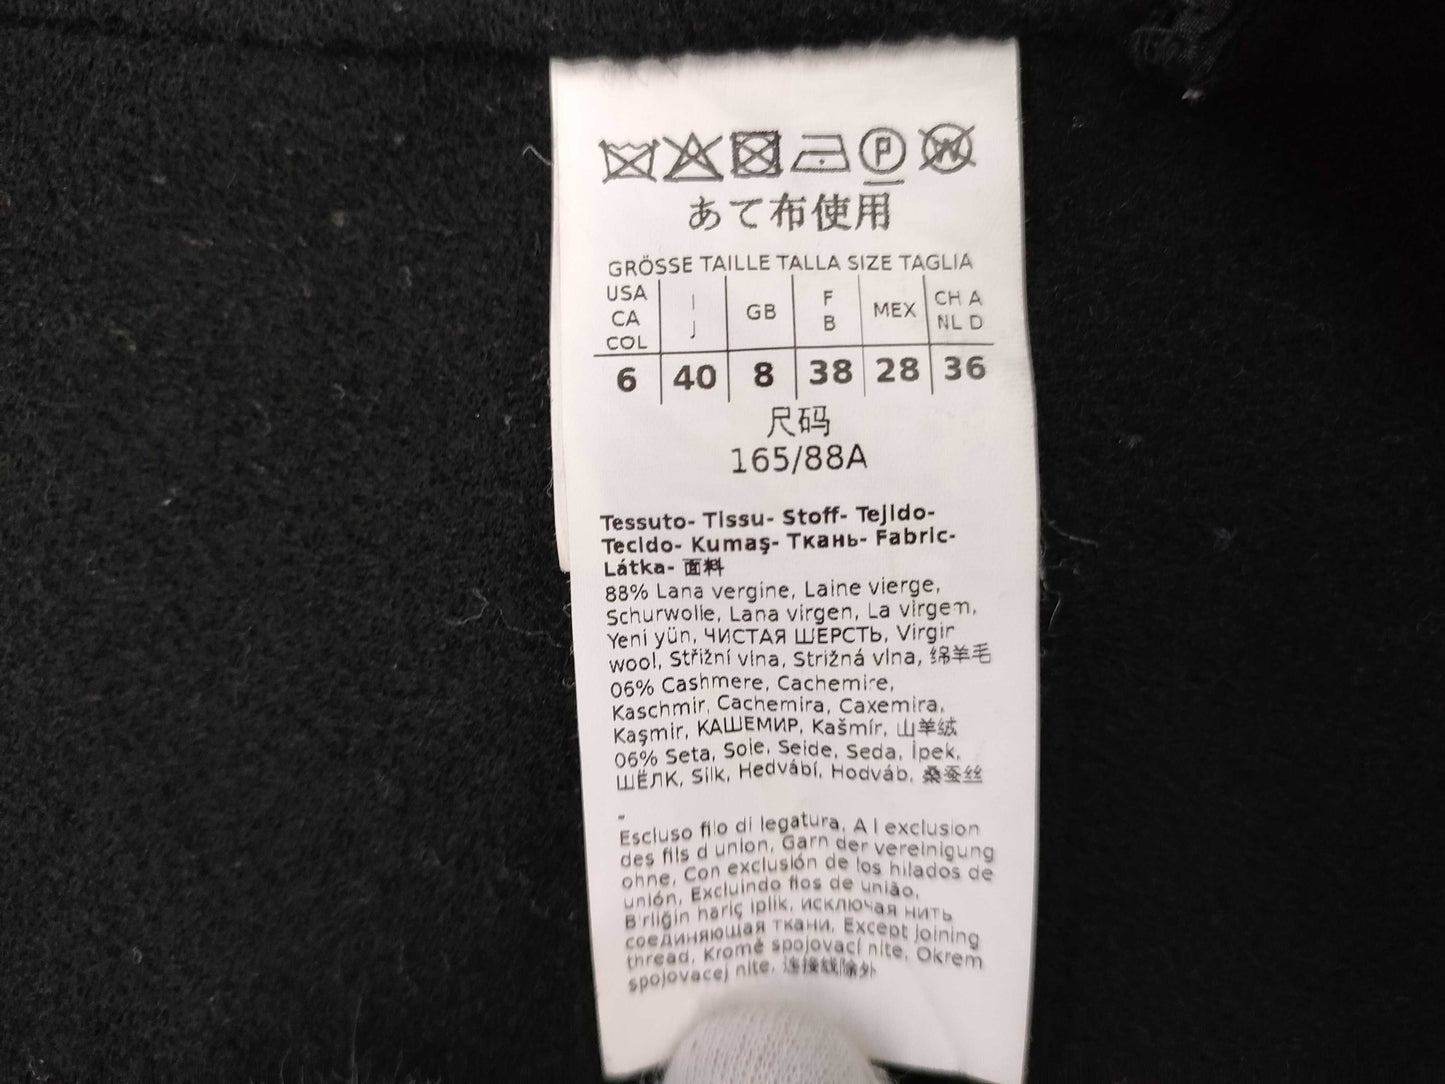 P W
あて布使用
GRÖSSE TAILLE TALLA SIZE TAGLIA
USA CA COL I J GB F B MEX CH A NL D
6 40 8 38 28 36
尺码
165/88A
Tessuto- Tissu- Stoff- Tejido-
Tecido- Kumaş- Ткань- Fabric-
Látka- 面料
88% Lana vergine, Laine vierge,
Schurwolle, Lana virgen, La virgem,
Yeni yün, ЧИСТАЯ ШЕРСТЬ, Virgin
wool, Střižní vlna, Strižná vlna, 绵羊毛
06% Cashmere, Cachemire,
Kaschmir, Cachemira, Caxemira,
Kaşmir, КАШЕМИР, Kašmír, 山羊绒
06% Seta, Soie, Seide, Seda, İpek,
ШЁЛК, Silk, Hedvábí, Hodváb, 桑蚕丝
-
Escluso filo di legatura, A l exclusion
des fils d union, Garn der vereinigung
ohne, Con exclusión de los hilados de
unión, Excluindo fios de união,
Birliğin hariç iplik, исключая нить
соединяющая ткани, Except joining
thread, Kromě spojovací nite, Okrem
spojovacej nite, 连接线除外